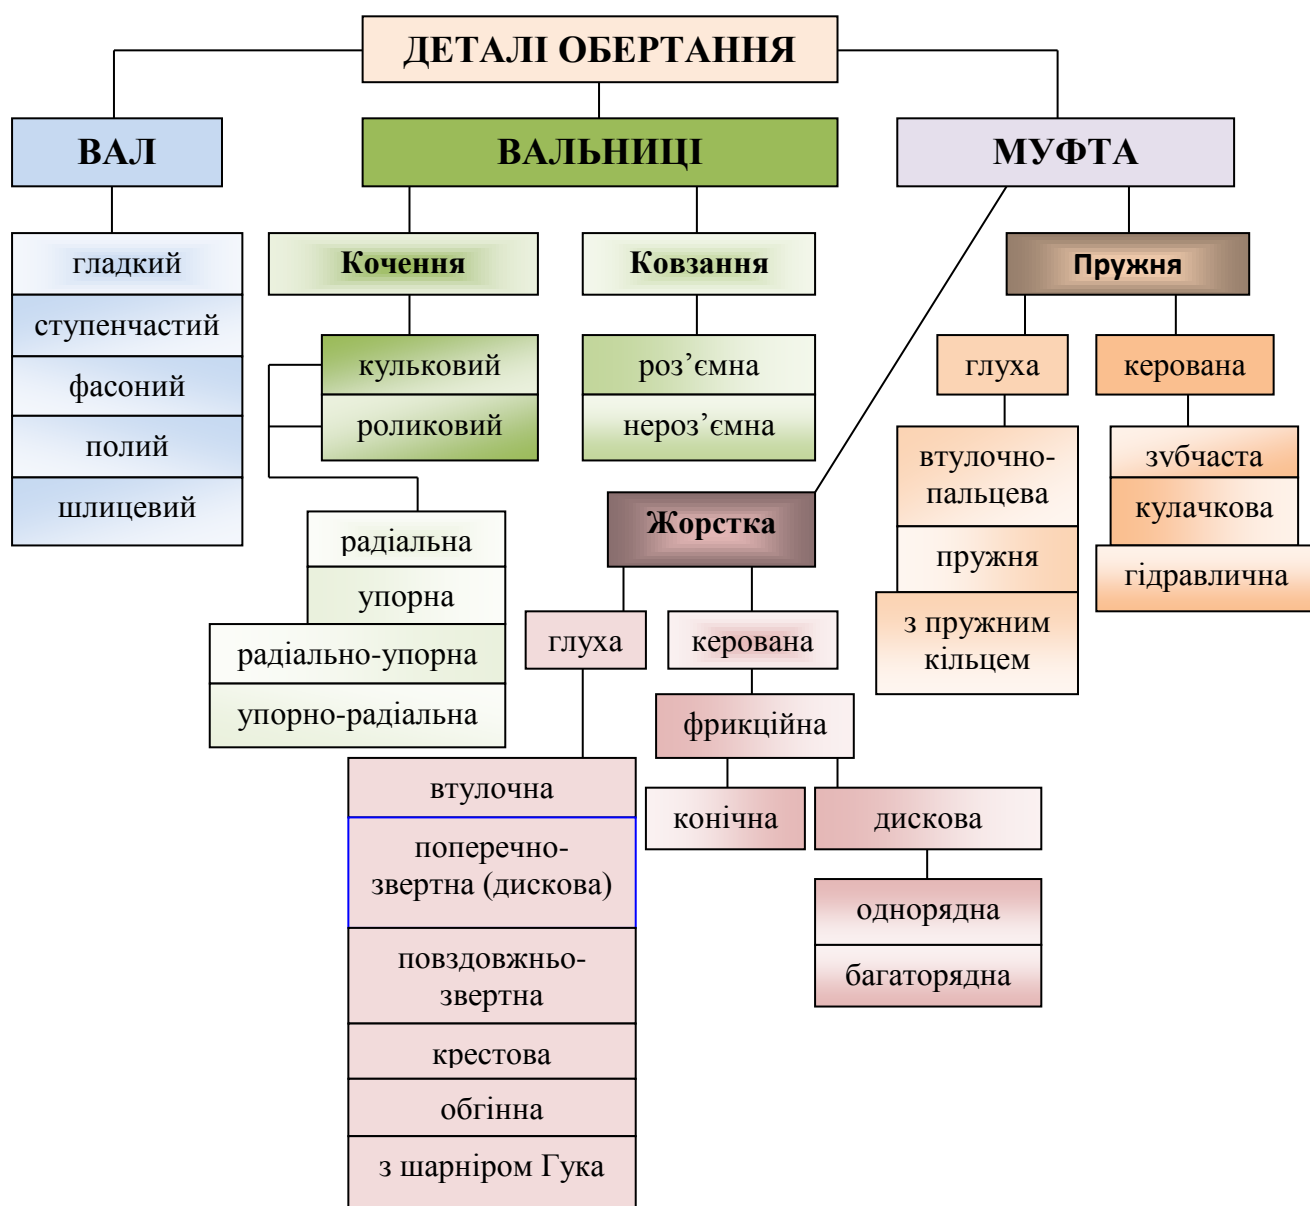 ДЕТАЛІ ОБЕРТАННЯ
ВАЛ
ВАЛЬНИЦІ
МУФТА
гладкий
ступенчастий
фасоний
полий
шлицевий
Кочення
кульковий
роликовий
радіальна
упорна
радіально-упорна
упорно-радіальна
Ковзання
роз’ємна
нероз’ємна
Пружня
глуха
втулочно-
пальцева
пружня
з пружним
кільцем
керована
зубчаста
кулачкова
гідравлична
Жорстка
глуха
втулочна
поперечно-
звертна (дискова)
повздовжньо-
звертна
крестова
обгінна
з шарніром Гука
керована
фрикційна
конічна
дискова
однорядна
багаторядна